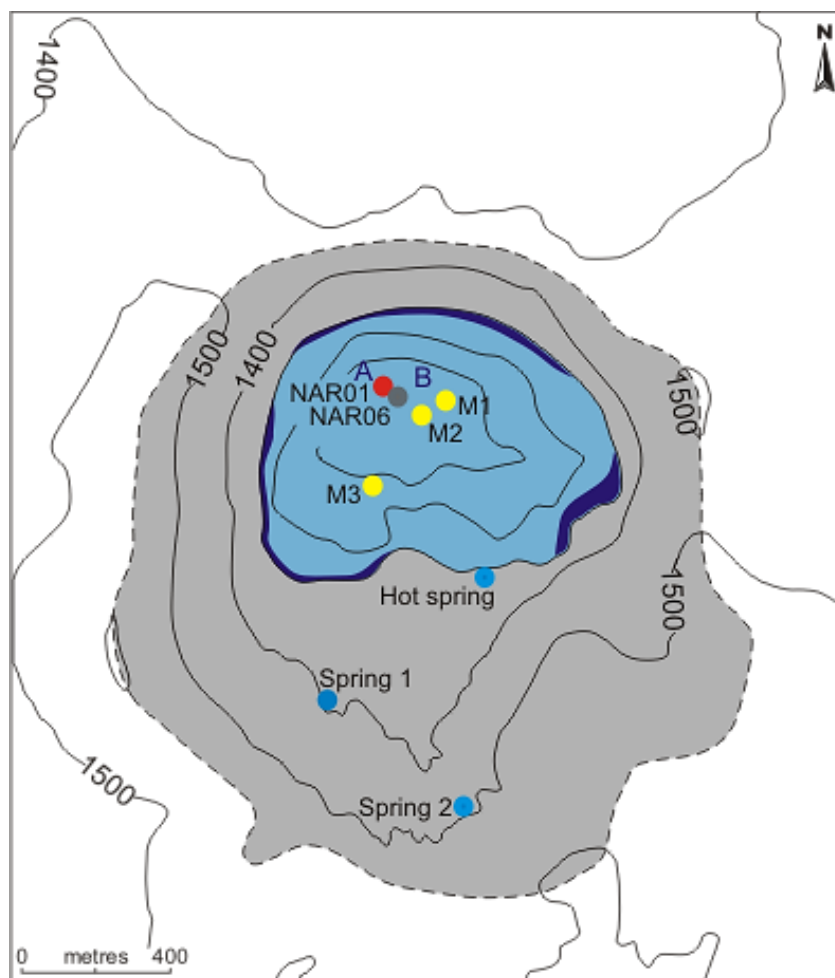 N
1400
1500
1400
A
B
NAR01
NAR06
M1
M2
1500
M3
Hot spring
1500
Spring 1
1500
Spring 2
0 metres 400